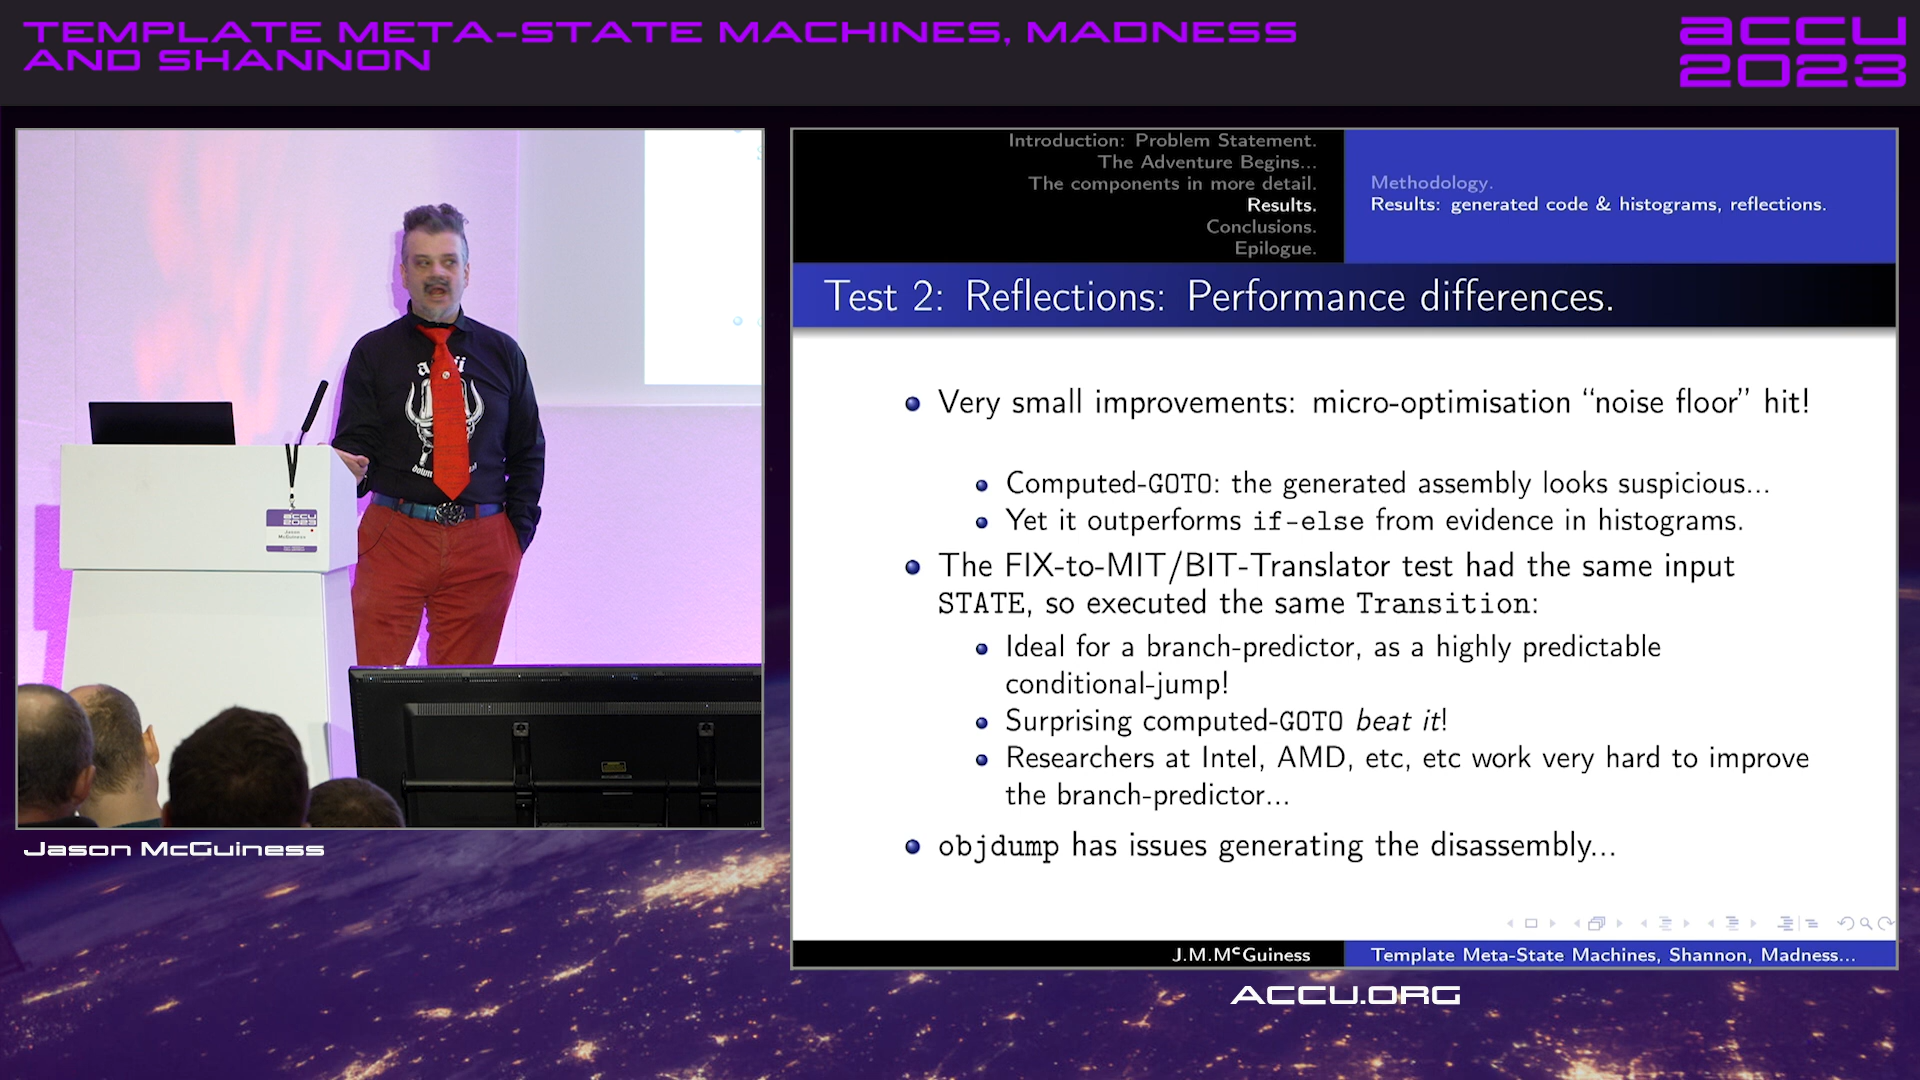 TEMPLATE META-STATE MACHINES, MADNESS
AND SHANNON
ACCU
2023
Introduction: Problem Statement.
The Adventure Begins...
The components in more detail.
Results.
Conclusions.
Epilogue.
Methodology.
Results: generated code & histograms, reflections.
Test 2: Reflections: Performance differences.
Very small improvements: micro-optimisation “noise floor” hit!
Computed-GOTO: the generated assembly looks suspicious...
Yet it outperforms if-else from evidence in histograms.
The FIX-to-MIT/BIT-Translator test had the same input
STATE, so executed the same Transition:
Ideal for a branch-predictor, as a highly predictable
conditional-jump!
Surprising computed-GOTO beat it!
Researchers at Intel, AMD, etc, etc work very hard to improve
the branch-predictor...
objdump has issues generating the disassembly...
J.M.McGuiness
Template Meta-State Machines, Shannon, Madness...
accu
2023
Jason
McGuiness
down
Jason McGuiness
ACCU.ORG